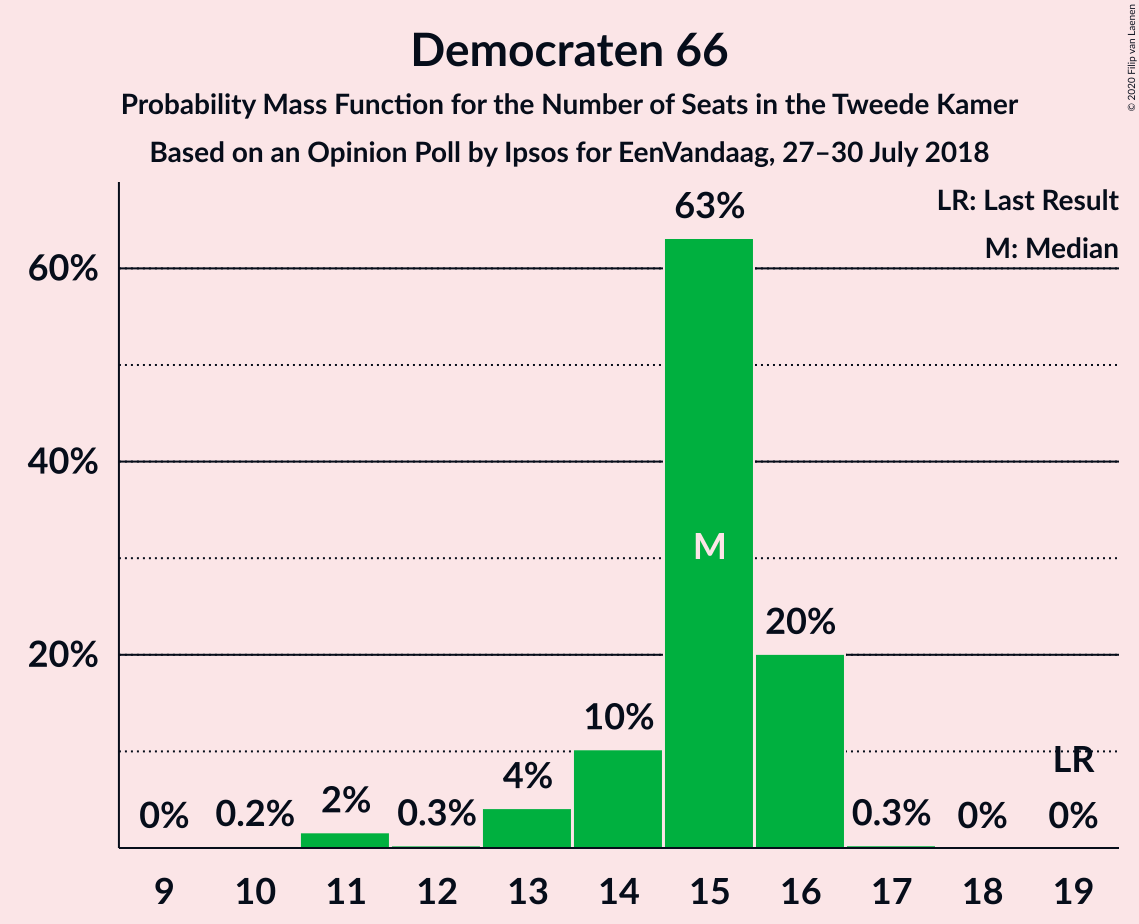 Democraten 66
Probability Mass Function for the Number of Seats in the Tweede Kamer
Based on an Opinion Poll by Ipsos for EenVandaag, 27–30 July 2018
© 2020 Filip van Laenen
LR: Last Result
M: Median
60%
40%
20%
0%
0.2%
2%
0.3%
4%
10%
63%
M
20%
0.3%
0%
LR
0%
9 10 11 12 13 14 15 16 17 18 19